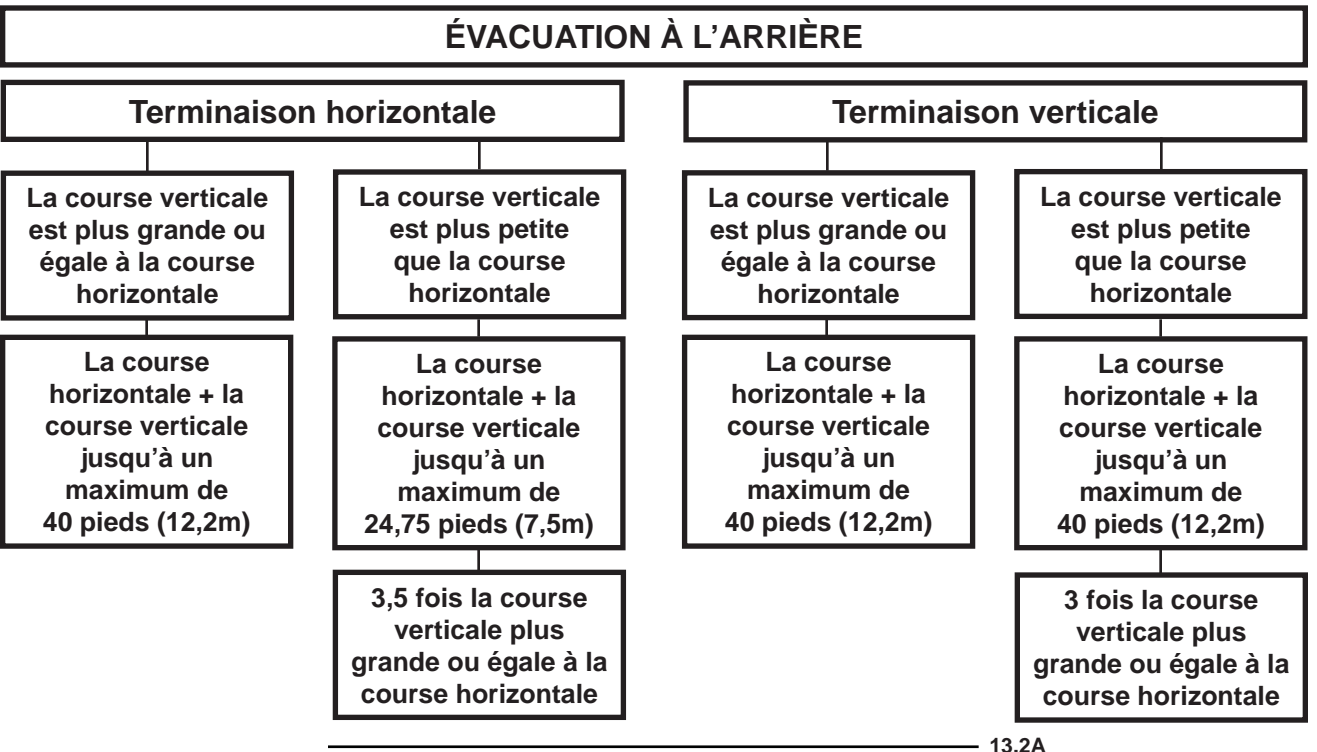 ÉVACUATION À L'ARRIÈRE
Terminaison horizontale
La course verticale
est plus grande ou
égale à la course
horizontale
La course
horizontale + la
course verticale
jusqu'à un
maximum de
40 pieds (12,2m)
La course verticale
est plus petite
que la course
horizontale
La course
horizontale + la
course verticale
jusqu'à un
maximum de
24,75 pieds (7,5m)
3,5 fois la course
verticale plus
grande ou égale à la
course horizontale
Terminaison verticale
La course verticale
est plus grande ou
égale à la course
horizontale
La course
horizontale + la
course verticale
jusqu'à un
maximum de
40 pieds (12,2m)
La course verticale
est plus petite
que la course
horizontale
La course
horizontale + la
course verticale
jusqu'à un
maximum de
40 pieds (12,2m)
3 fois la course
verticale plus
grande ou égale à la
course horizontale
13.2A